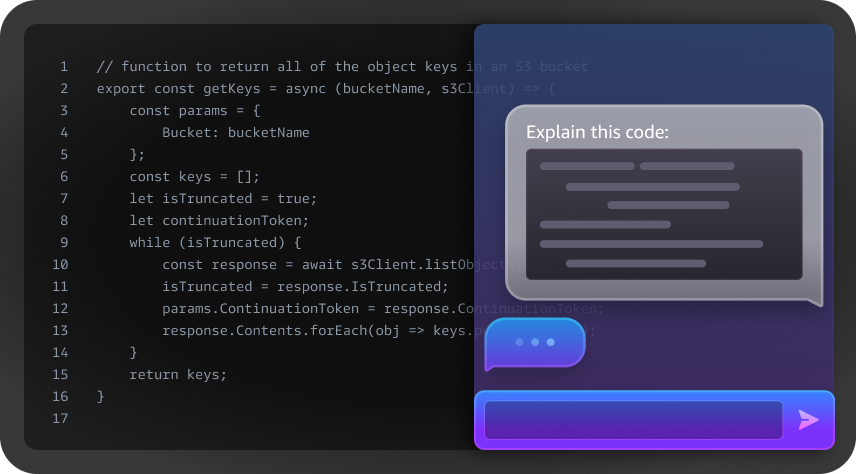 1 // function to return all of the object keys in an S3 bucket
2 export const getKeys = async (bucketName, s3Client) => {
3 const params = {
4 Bucket: bucketName
5 };
6 const keys = [];
7 let isTruncated = true;
8 let continuationToken;
9 while (isTruncated) {
10 const response = await s3Client.listObjects
11 isTruncated = response.IsTruncated;
12 params.ContinuationToken = response.ContinuationToken;
13 response.Contents.forEach(obj => keys.
14 }
15 return keys;
16 }
17
Explain this code: